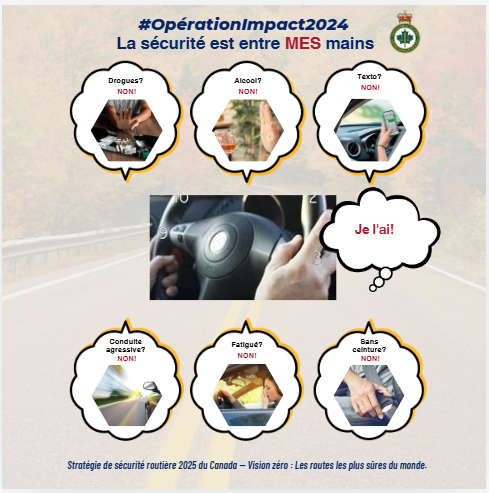 #OpérationImpact2024
La sécurité est entre MES mains
Drogues?
NON!
Alcool?
NON!
Texto?
NON!
Je l'ai!
Conduite
agressive?
NON!
Fatigué?
NON!
Sans
ceinture?
NON!
Stratégie de sécurité routière 2025 du Canada – Vision zéro : Les routes les plus sûres du monde.